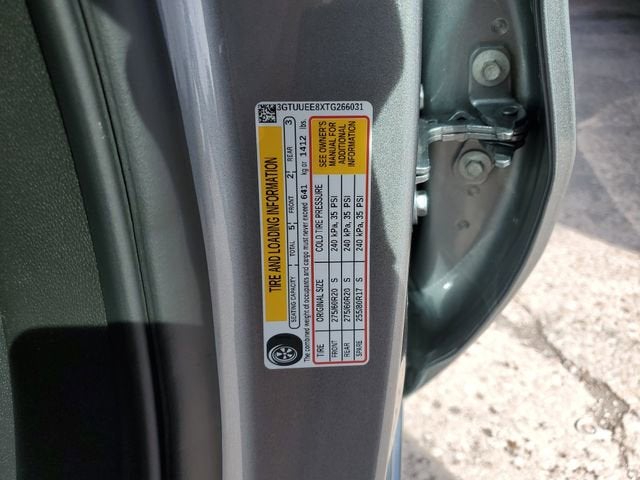 3GTUUEE8XTG266031
TIRE AND LOADING INFORMATION
SEATING CAPACITY TOTAL 5 FRONT 2 REAR 3
The combined weight of occupants and cargo must never exceed 641 kg or 1412 lbs.
TIRE ORIGINAL SIZE COLD TIRE PRESSURE
FRONT 275/60R20 S 240 kPa, 35 PSI
REAR 275/60R20 S 240 kPa, 35 PSI
SPARE 255/80R17 S 240 kPa, 35 PSI
SEE OWNER'S
MANUAL FOR
ADDITIONAL
INFORMATION